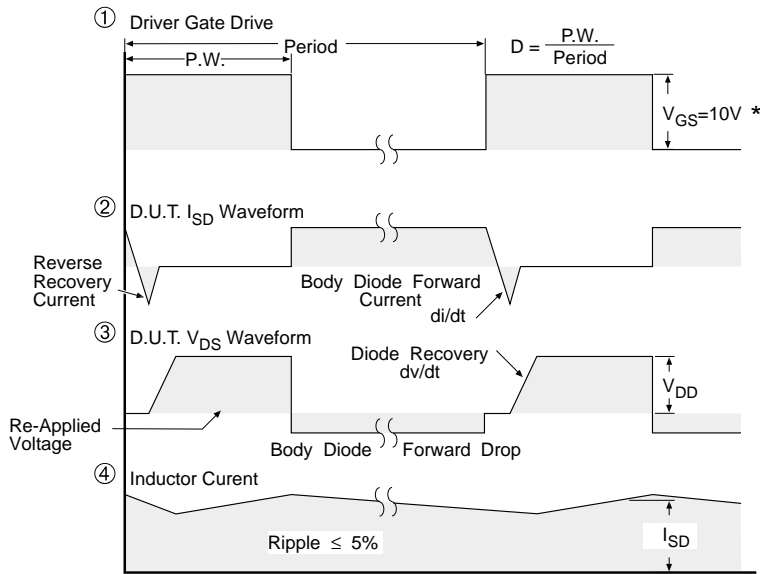 ① Driver Gate Drive
Period
P.W.
D = P.W.
Period
V_GS=10V *
② D.U.T. I_SD Waveform
Reverse
Recovery
Current
Body Diode Forward
Current
di/dt
③ D.U.T. V_DS Waveform
Diode Recovery
dv/dt
V_DD
Re-Applied
Voltage
Body Diode Forward Drop
④ Inductor Curent
Ripple ≤ 5%
I_SD